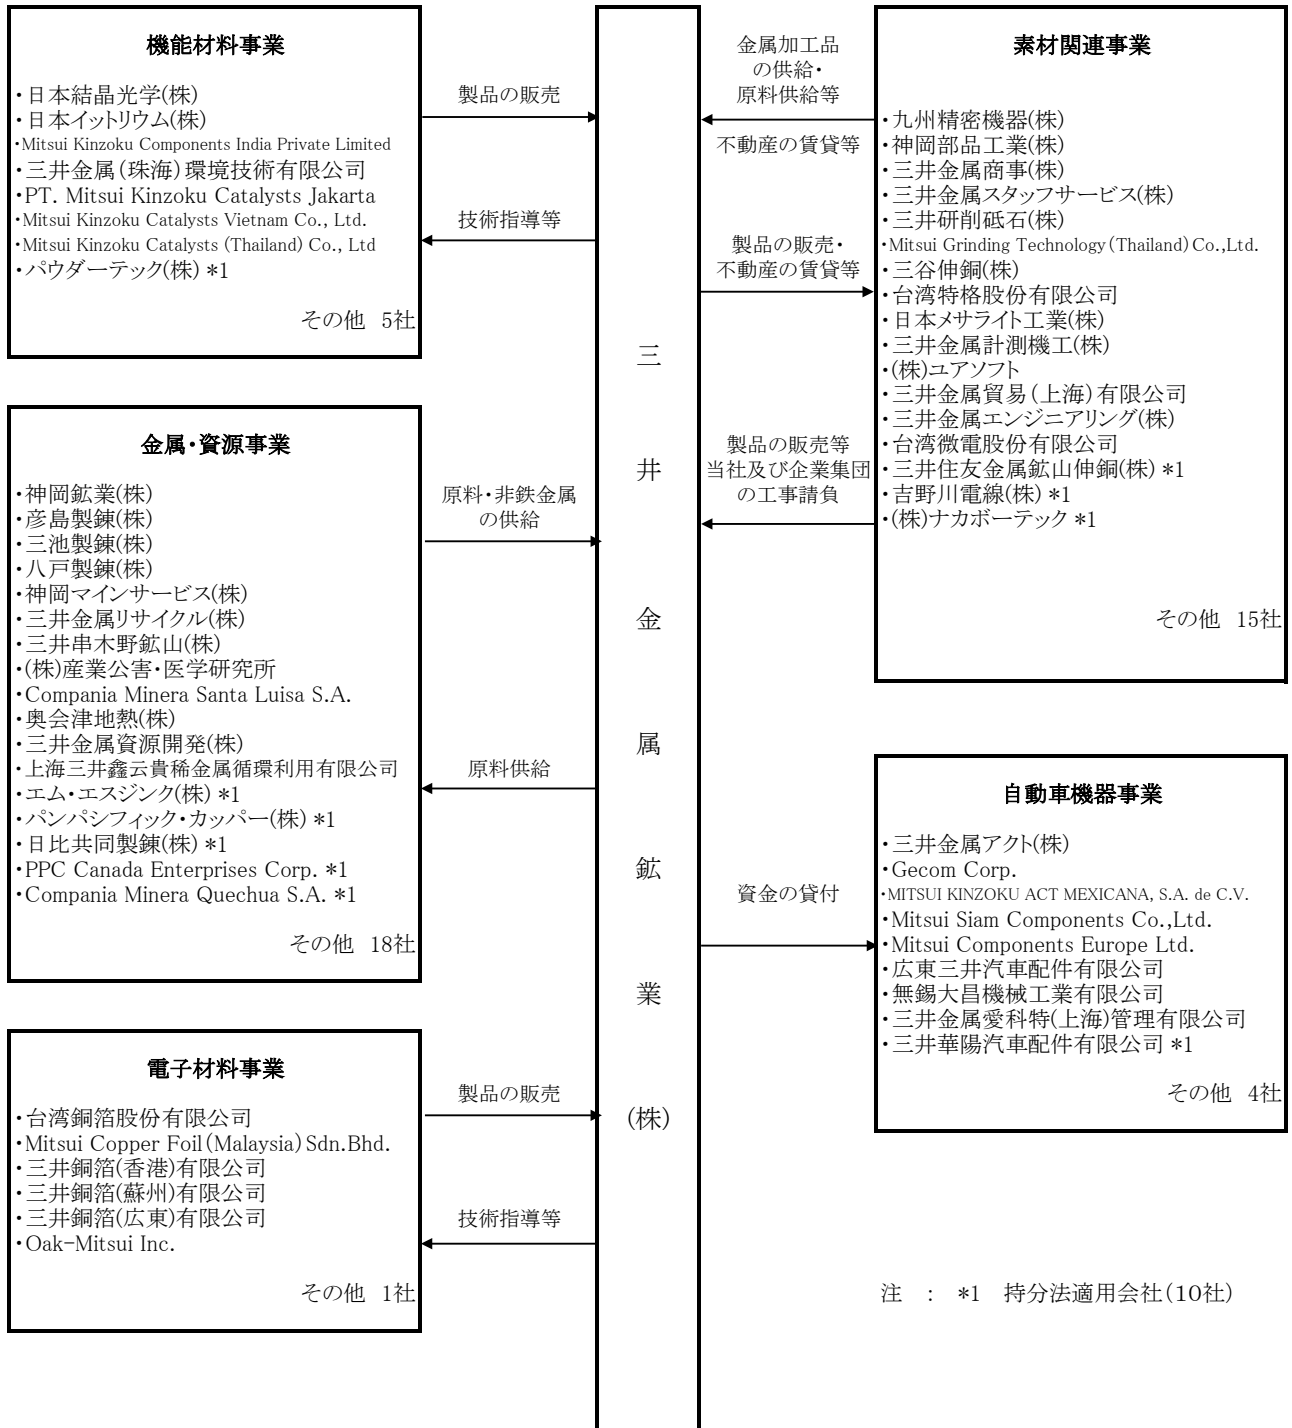 機能材料事業
・日本結晶光学(株)
・日本イットリウム(株)
・Mitsui Kinzoku Components India Private Limited
・三井金属(珠海)環境技術有限公司
・PT. Mitsui Kinzoku Catalysts Jakarta
・Mitsui Kinzoku Catalysts Vietnam Co., Ltd.
・Mitsui Kinzoku Catalysts (Thailand) Co., Ltd
・パウダーテック(株) *1
その他 5社
製品の販売
技術指導等
金属・資源事業
・神岡鉱業(株)
・彦島製錬(株)
・三池製錬(株)
・八戸製錬(株)
・神岡マインサービス(株)
・三井金属リサイクル(株)
・三井串木野鉱山(株)
・(株)産業公害・医学研究所
・Compania Minera Santa Luisa S.A.
・奥会津地熱(株)
・三井金属資源開発(株)
・上海三井鑫云貴稀金属循環利用有限公司
・エム・エスジンク(株) *1
・パンパシフィック・カッパー(株) *1
・日比共同製錬(株) *1
・PPC Canada Enterprises Corp. *1
・Compania Minera Quechua S.A. *1
その他 18社
原料・非鉄金属
の供給
原料供給
電子材料事業
・台湾銅箔股份有限公司
・Mitsui Copper Foil(Malaysia)Sdn.Bhd.
・三井銅箔(香港)有限公司
・三井銅箔(蘇州)有限公司
・三井銅箔(広東)有限公司
・Oak-Mitsui Inc.
その他 1社
製品の販売
技術指導等
三
井
金
属
鉱
業
(株)
金属加工品
の供給・
原料供給等
不動産の賃貸等
製品の販売・
不動産の賃貸等
製品の販売等
当社及び企業集団
の工事請負
素材関連事業
・九州精密機器(株)
・神岡部品工業(株)
・三井金属商事(株)
・三井金属スタッフサービス(株)
・三井研削砥石(株)
・Mitsui Grinding Technology(Thailand)Co.,Ltd.
・三谷伸銅(株)
・台湾特格股份有限公司
・日本メサライト工業(株)
・三井金属計測機工(株)
・(株)ユアソフト
・三井金属貿易(上海)有限公司
・三井金属エンジニアリング(株)
・台湾微電股份有限公司
・三井住友金属鉱山伸銅(株) *1
・吉野川電線(株) *1
・(株)ナカボーテック *1
その他 15社
資金の貸付
自動車機器事業
・三井金属アクト(株)
・Gecom Corp.
・MITSUI KINZOKU ACT MEXICANA, S.A. de C.V.
・Mitsui Siam Components Co.,Ltd.
・Mitsui Components Europe Ltd.
・広東三井汽車配件有限公司
・無錫大昌機械工業有限公司
・三井金属愛科特(上海)管理有限公司
・三井華陽汽車配件有限公司 *1
その他 4社
注 : *1 持分法適用会社(10社)